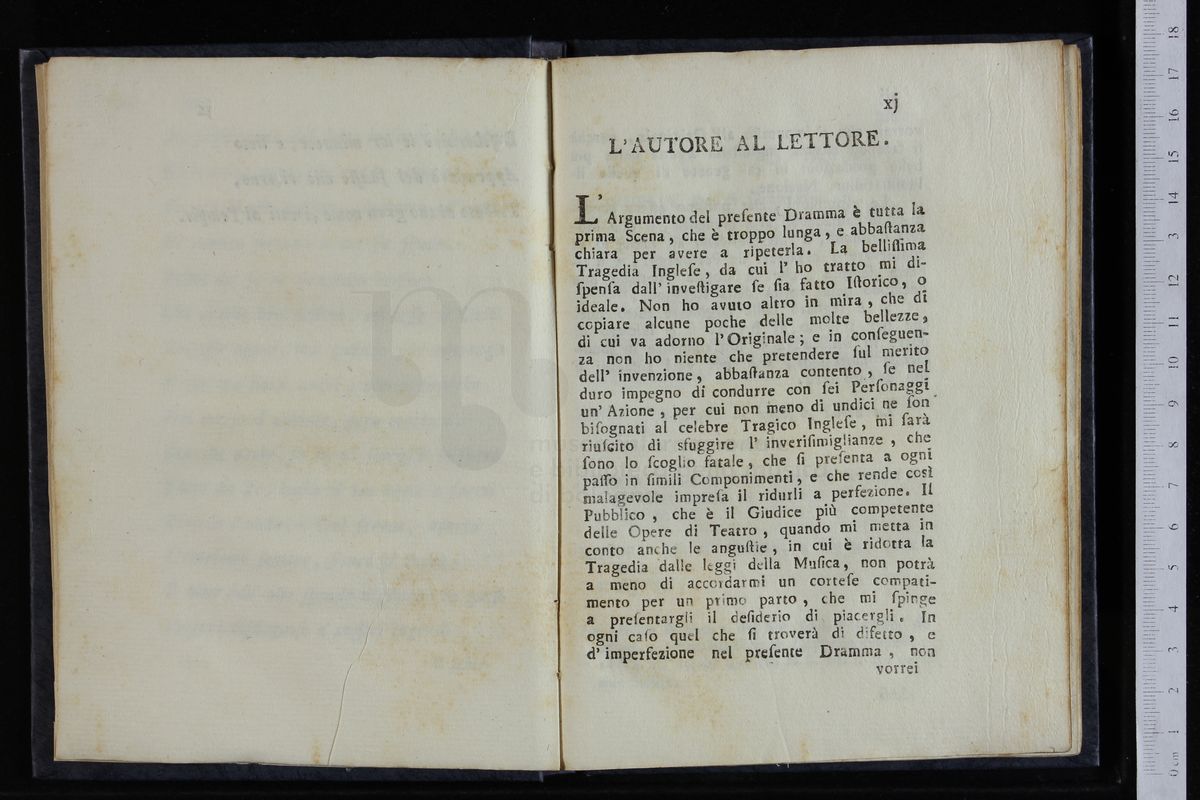 xj
L'AUTORE AL LETTORE.
L'Argumento del preſente Dramma è tutta la
prima Scena, che è troppo lunga, e abbaſtanza
chiara per avere a ripeterla. La belliſſima
Tragedia Ingleſe, da cui l' ho tratto mi di-
ſpenſa dall' inveſtigare ſe ſia fatto Iſtorico, o
ideale. Non ho avuto altro in mira, che di
copiare alcune poche delle molte bellezze,
di cui va adorno l'Originale; e in conſeguen-
za non ho niente che pretendere ſul merito
dell' invenzione, abbaſtanza contento, ſe nel
duro impegno di condurre con ſei Perſonaggi
un' Azione, per cui non meno di undici ne ſon
biſognati al celebre Tragico Ingleſe, mi ſarà
riuſcito di sfuggire l' inveriſimiglianze, che
ſono lo ſcoglio fatale, che ſi preſenta a ogni
paſſo in ſimili Componimenti, e che rende così
malagevole impreſa il ridurli a perfezione. Il
Pubblico, che è il Giudice più competente
delle Opere di Teatro, quando mi metta in
conto anche le anguſtie, in cui è ridotta la
Tragedia dalle leggi della Muſica, non potrà
a meno di accordarmi un corteſe compati-
mento per un primo parto, che mi ſpinge
a preſentargli il deſiderio di piacergli. In
ogni caſo quel che ſi troverà di difetto, e
d' imperfezione nel preſente Dramma, non
vorrei